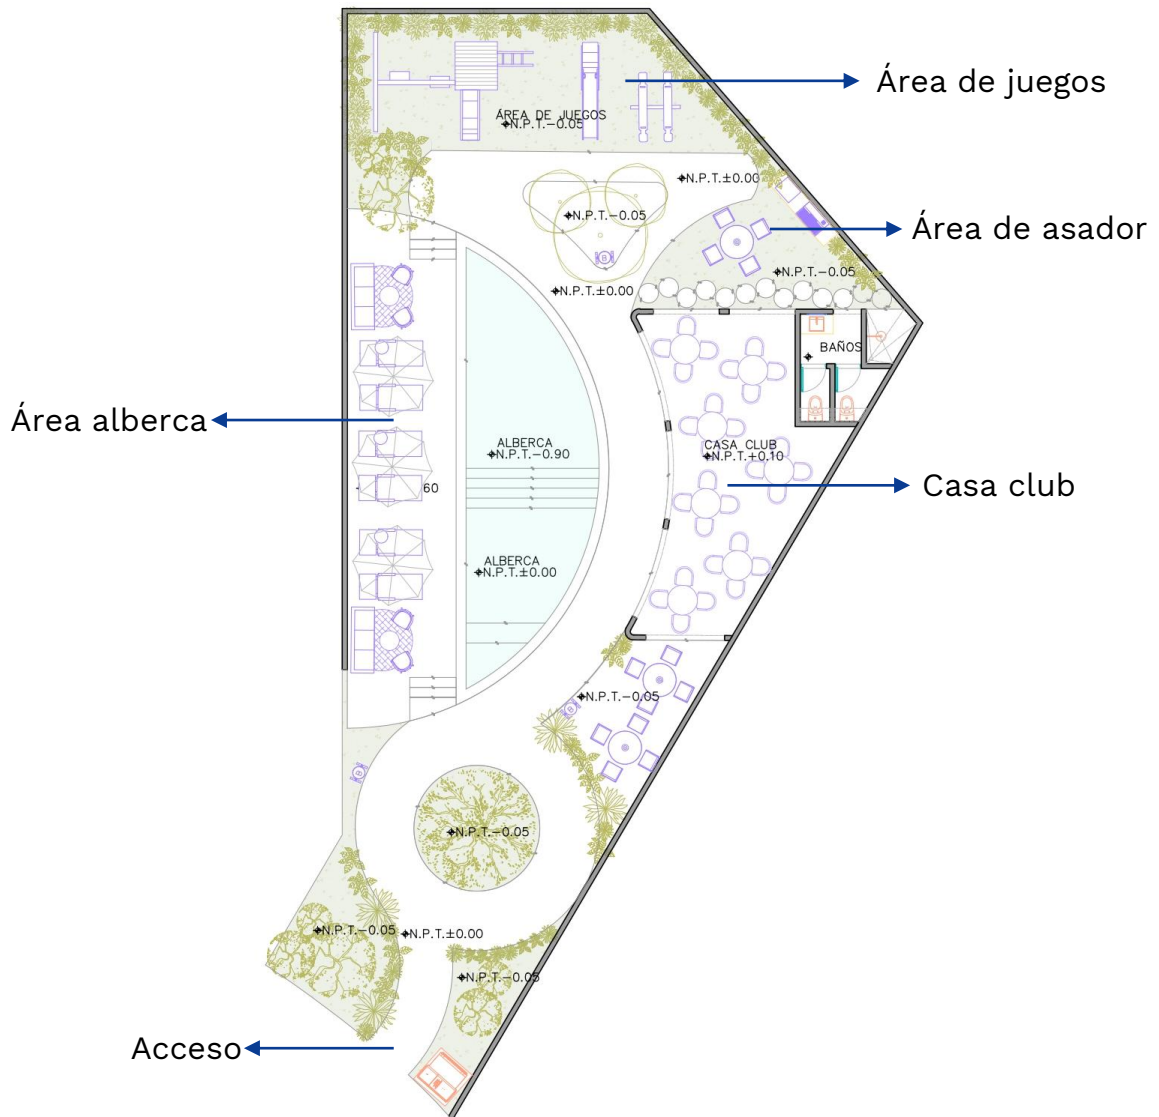 Área de juegos
ÁREA DE JUEGOS
N.P.T.-0.05
N.P.T.±0.00
N.P.T.-0.05
Área de asador
N.P.T.-0.05
N.P.T.±0.00
BAÑOS
Área alberca
ALBERCA
N.P.T.-0.90
CASA CLUB
N.P.T.+0.10
60
Casa club
ALBERCA
N.P.T.±0.00
N.P.T.-0.05
N.P.T.-0.05
N.P.T.-0.05
N.P.T.±0.00
N.P.T.-0.05
Acceso